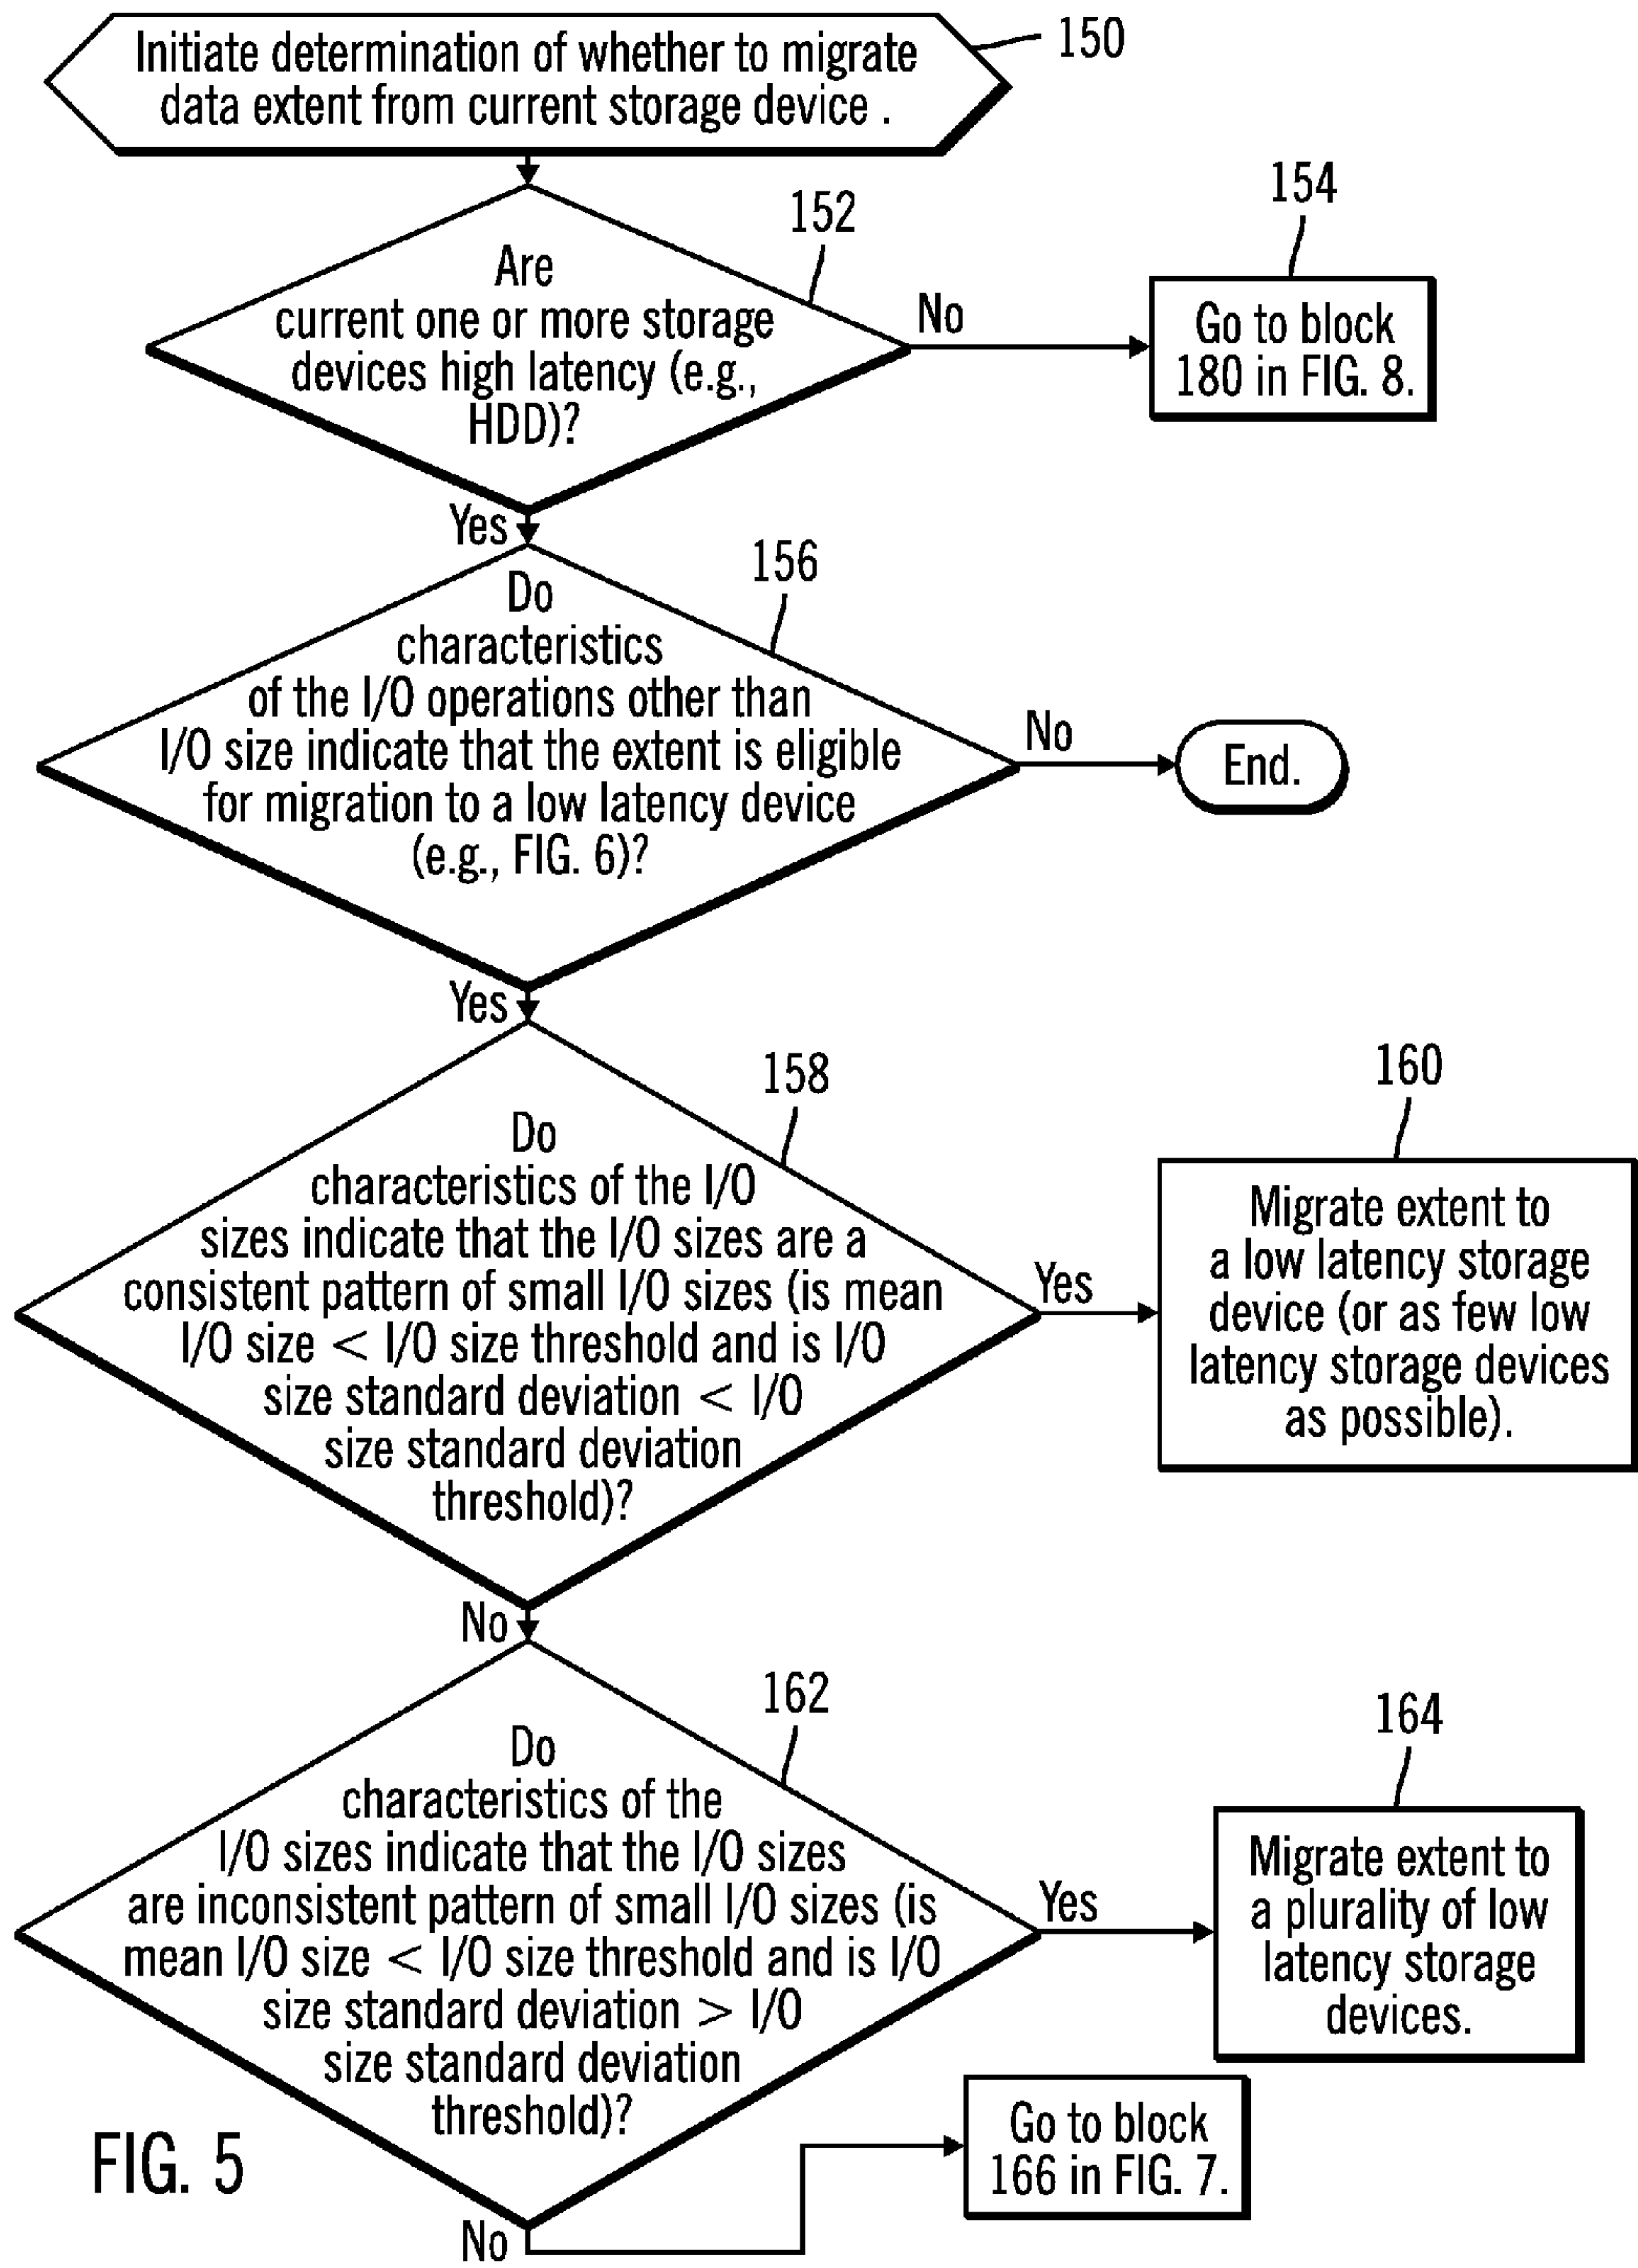 Initiate determination of whether to migrate
data extent from current storage device .
150
Are
current one or more storage
devices high latency (e.g.,
HDD)?
152
No
154
Go to block
180 in FIG. 8.
Yes
Do
characteristics
of the I/O operations other than
I/O size indicate that the extent is eligible
for migration to a low latency device
(e.g., FIG. 6)?
156
No
End.
Yes
Do
characteristics of the I/O
sizes indicate that the I/O sizes are a
consistent pattern of small I/O sizes (is mean
I/O size < I/O size threshold and is I/O
size standard deviation < I/O
size standard deviation
threshold)?
158
Yes
160
Migrate extent to
a low latency storage
device (or as few low
latency storage devices
as possible).
No
Do
characteristics of the
I/O sizes indicate that the I/O sizes
are inconsistent pattern of small I/O sizes (is
mean I/O size < I/O size threshold and is I/O
size standard deviation > I/O
size standard deviation
threshold)?
162
Yes
164
Migrate extent to
a plurality of low
latency storage
devices.
No
Go to block
166 in FIG. 7.
FIG. 5